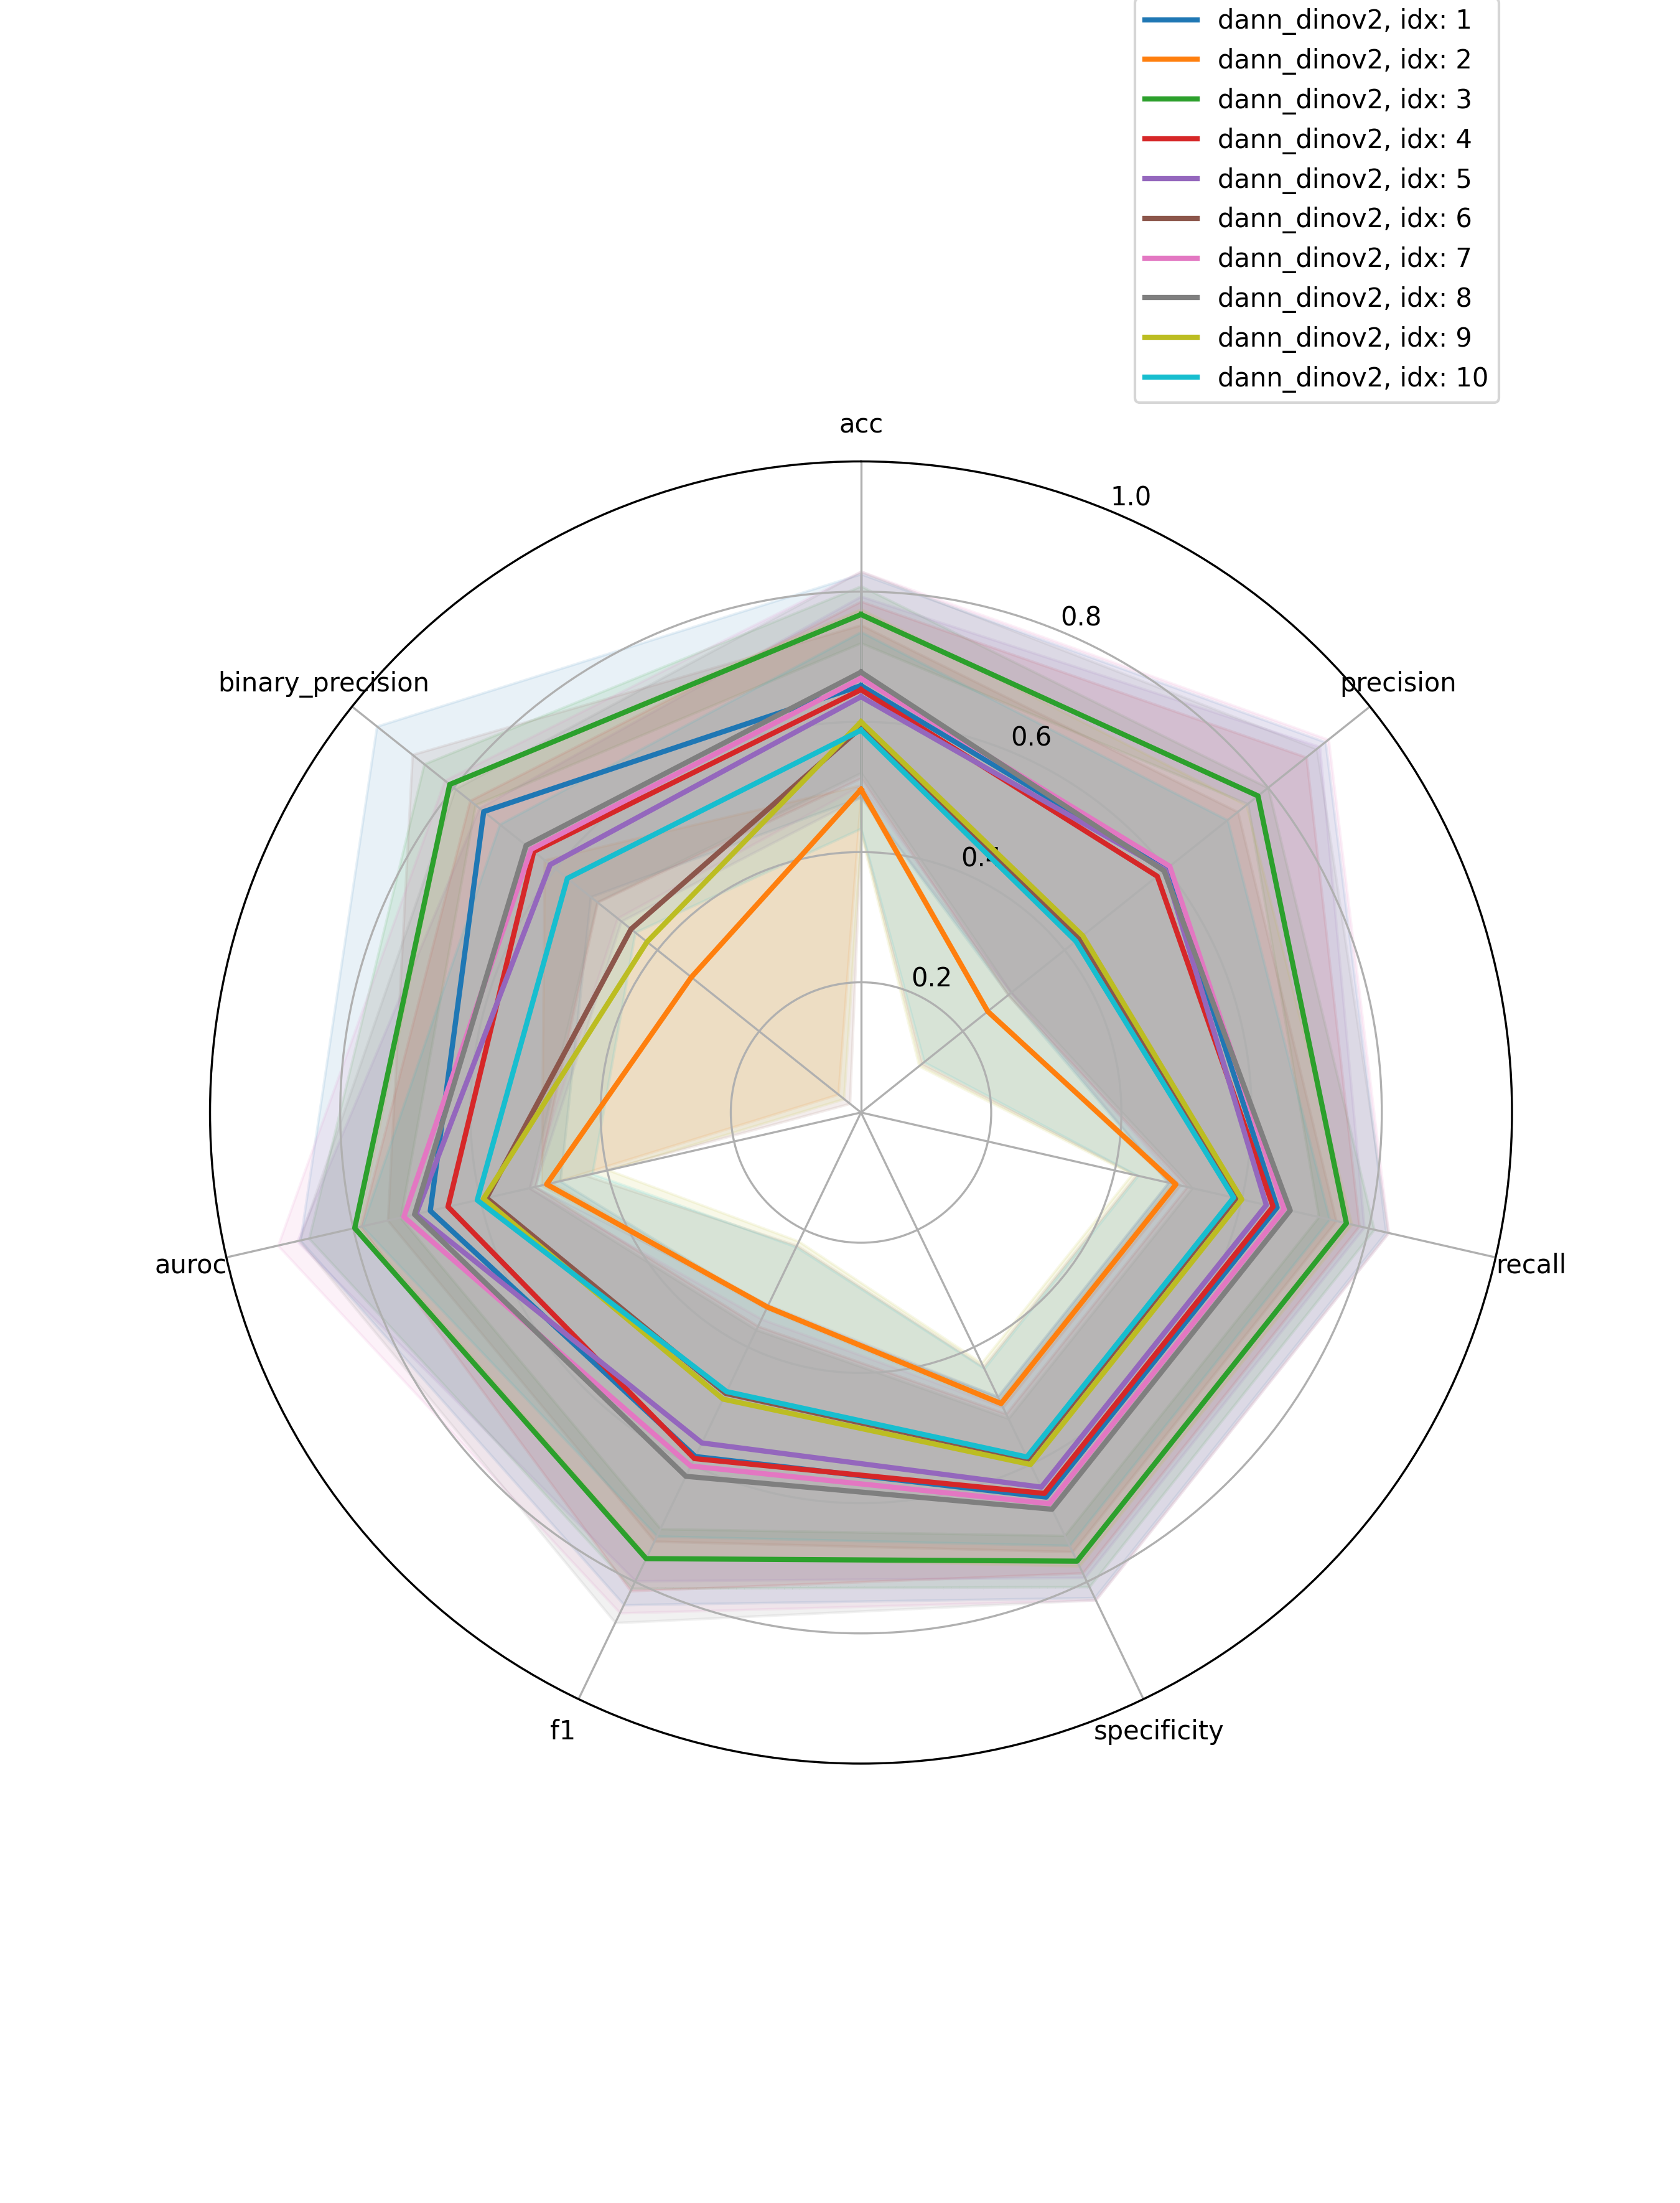 dann_dinov2, idx: 1
dann_dinov2, idx: 2
dann_dinov2, idx: 3
dann_dinov2, idx: 4
dann_dinov2, idx: 5
dann_dinov2, idx: 6
dann_dinov2, idx: 7
dann_dinov2, idx: 8
dann_dinov2, idx: 9
dann_dinov2, idx: 10
acc
1.0
0.8
binary_precision
precision
0.6
0.4
0.2
auroc
recall
f1
specificity